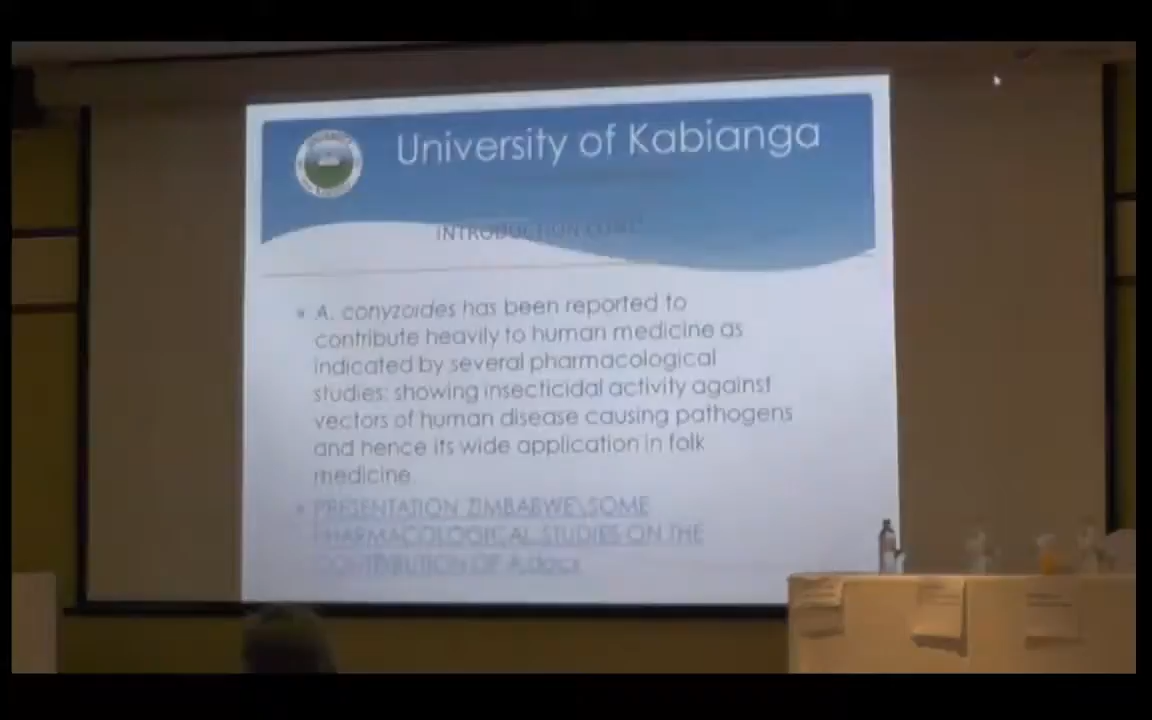 University of Kabianga
INTRODUCTION CONT'
A. conyzoides has been reported to
contribute heavily to human medicine as
indicated by several pharmacological
studies: showing insecticidal activity against
vectors of human disease causing pathogens
and hence its wide application in folk
medicine.
PRESENTATION ZIMBABWE\SOME
PHARMACOLOGICAL STUDIES ON THE
CONTRIBUTION OF A.docx